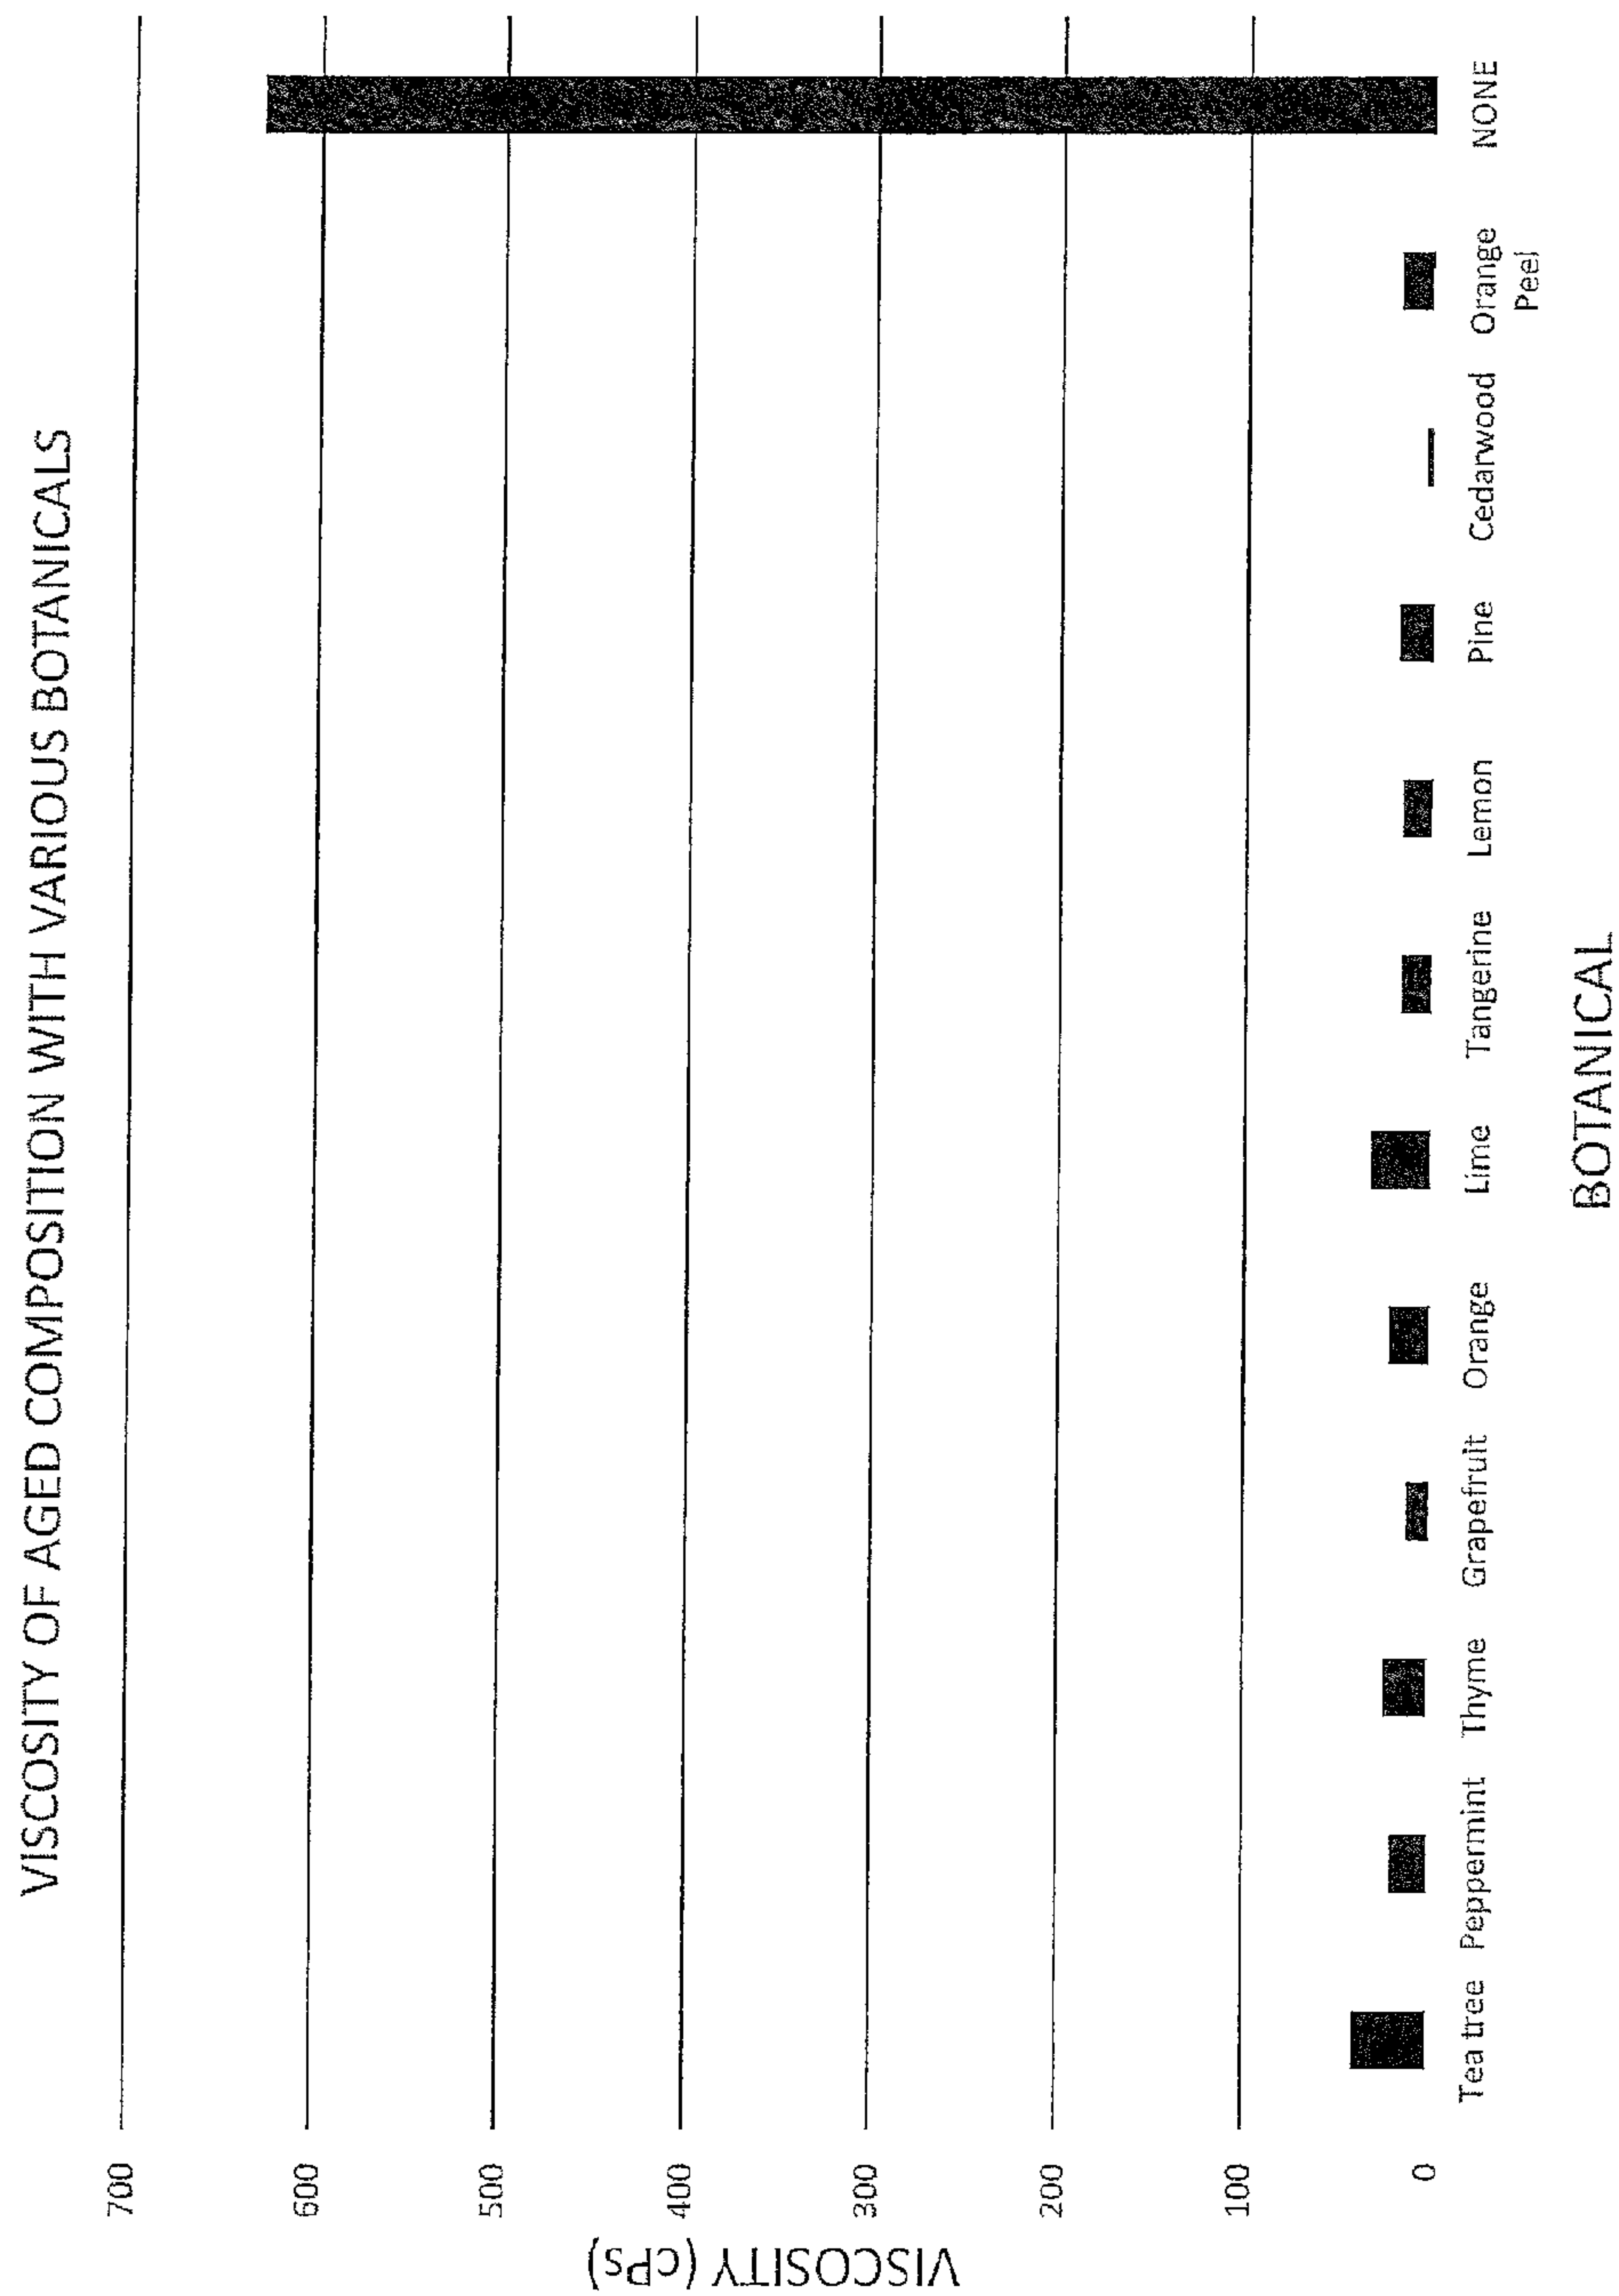 VISCOSITY OF AGED COMPOSITION WITH VARIOUS BOTANICALS
VISCOSITY (cPs)
700
600
500
400
300
200
100
0
Tea tree Peppermint Thyme Grapefruit Orange Lime Tangerine Lemon Pine Cedarwood Orange NONE
Peel
BOTANICAL